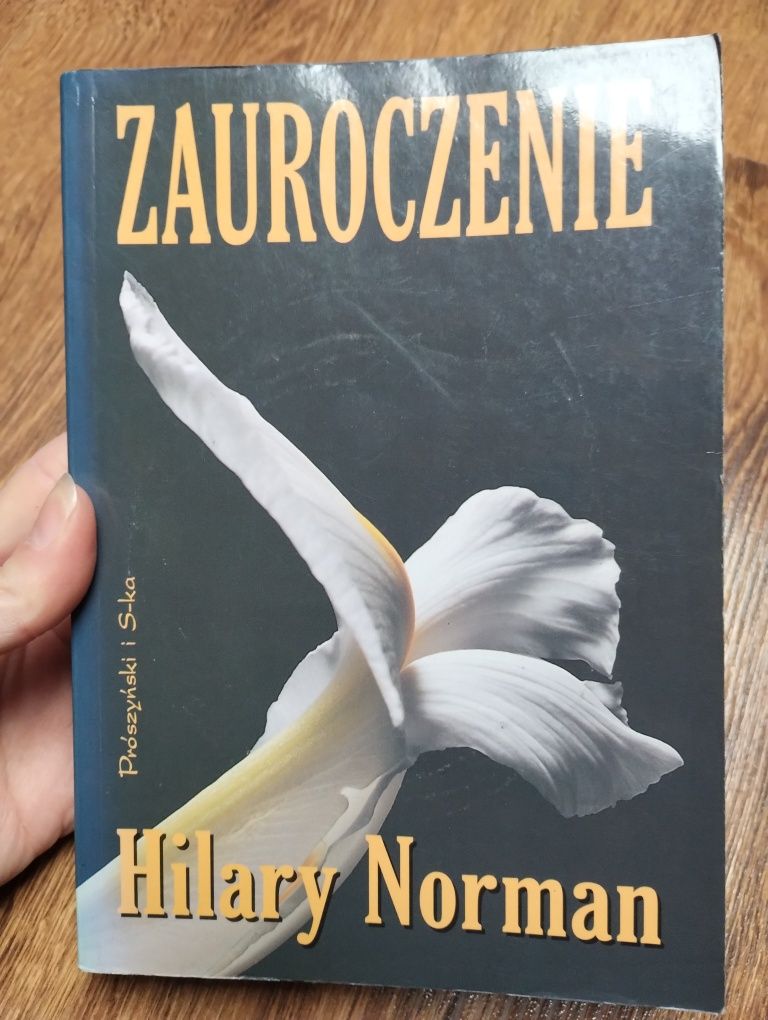 ZAUROCZENIE
Prószyński i S-ka
Hilary Norman